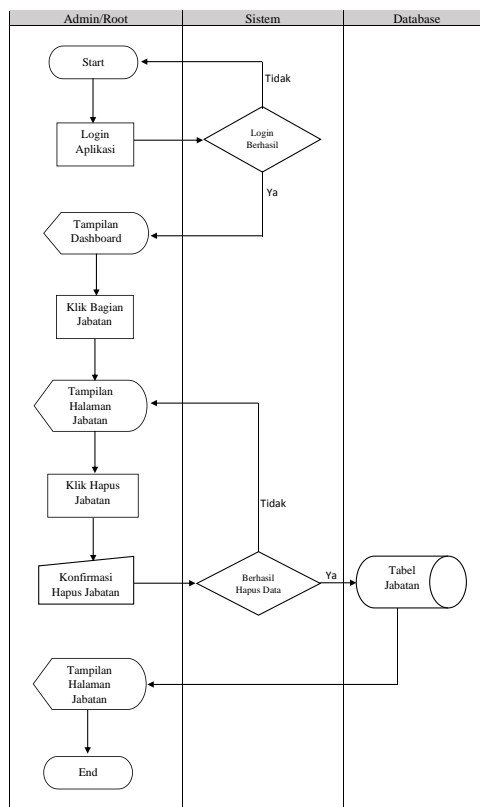 Admin/Root
Sistem
Database
Start
Tidak
Login
Aplikasi
Login
Berhasil
Ya
Tampilan
Dashboard
Klik Bagian
Jabatan
Tampilan
Halaman
Jabatan
Klik Hapus
Jabatan
Tidak
Konfirmasi
Hapus Jabatan
Berhasil
Hapus Data
Ya
Tabel
Jabatan
Tampilan
Halaman
Jabatan
End